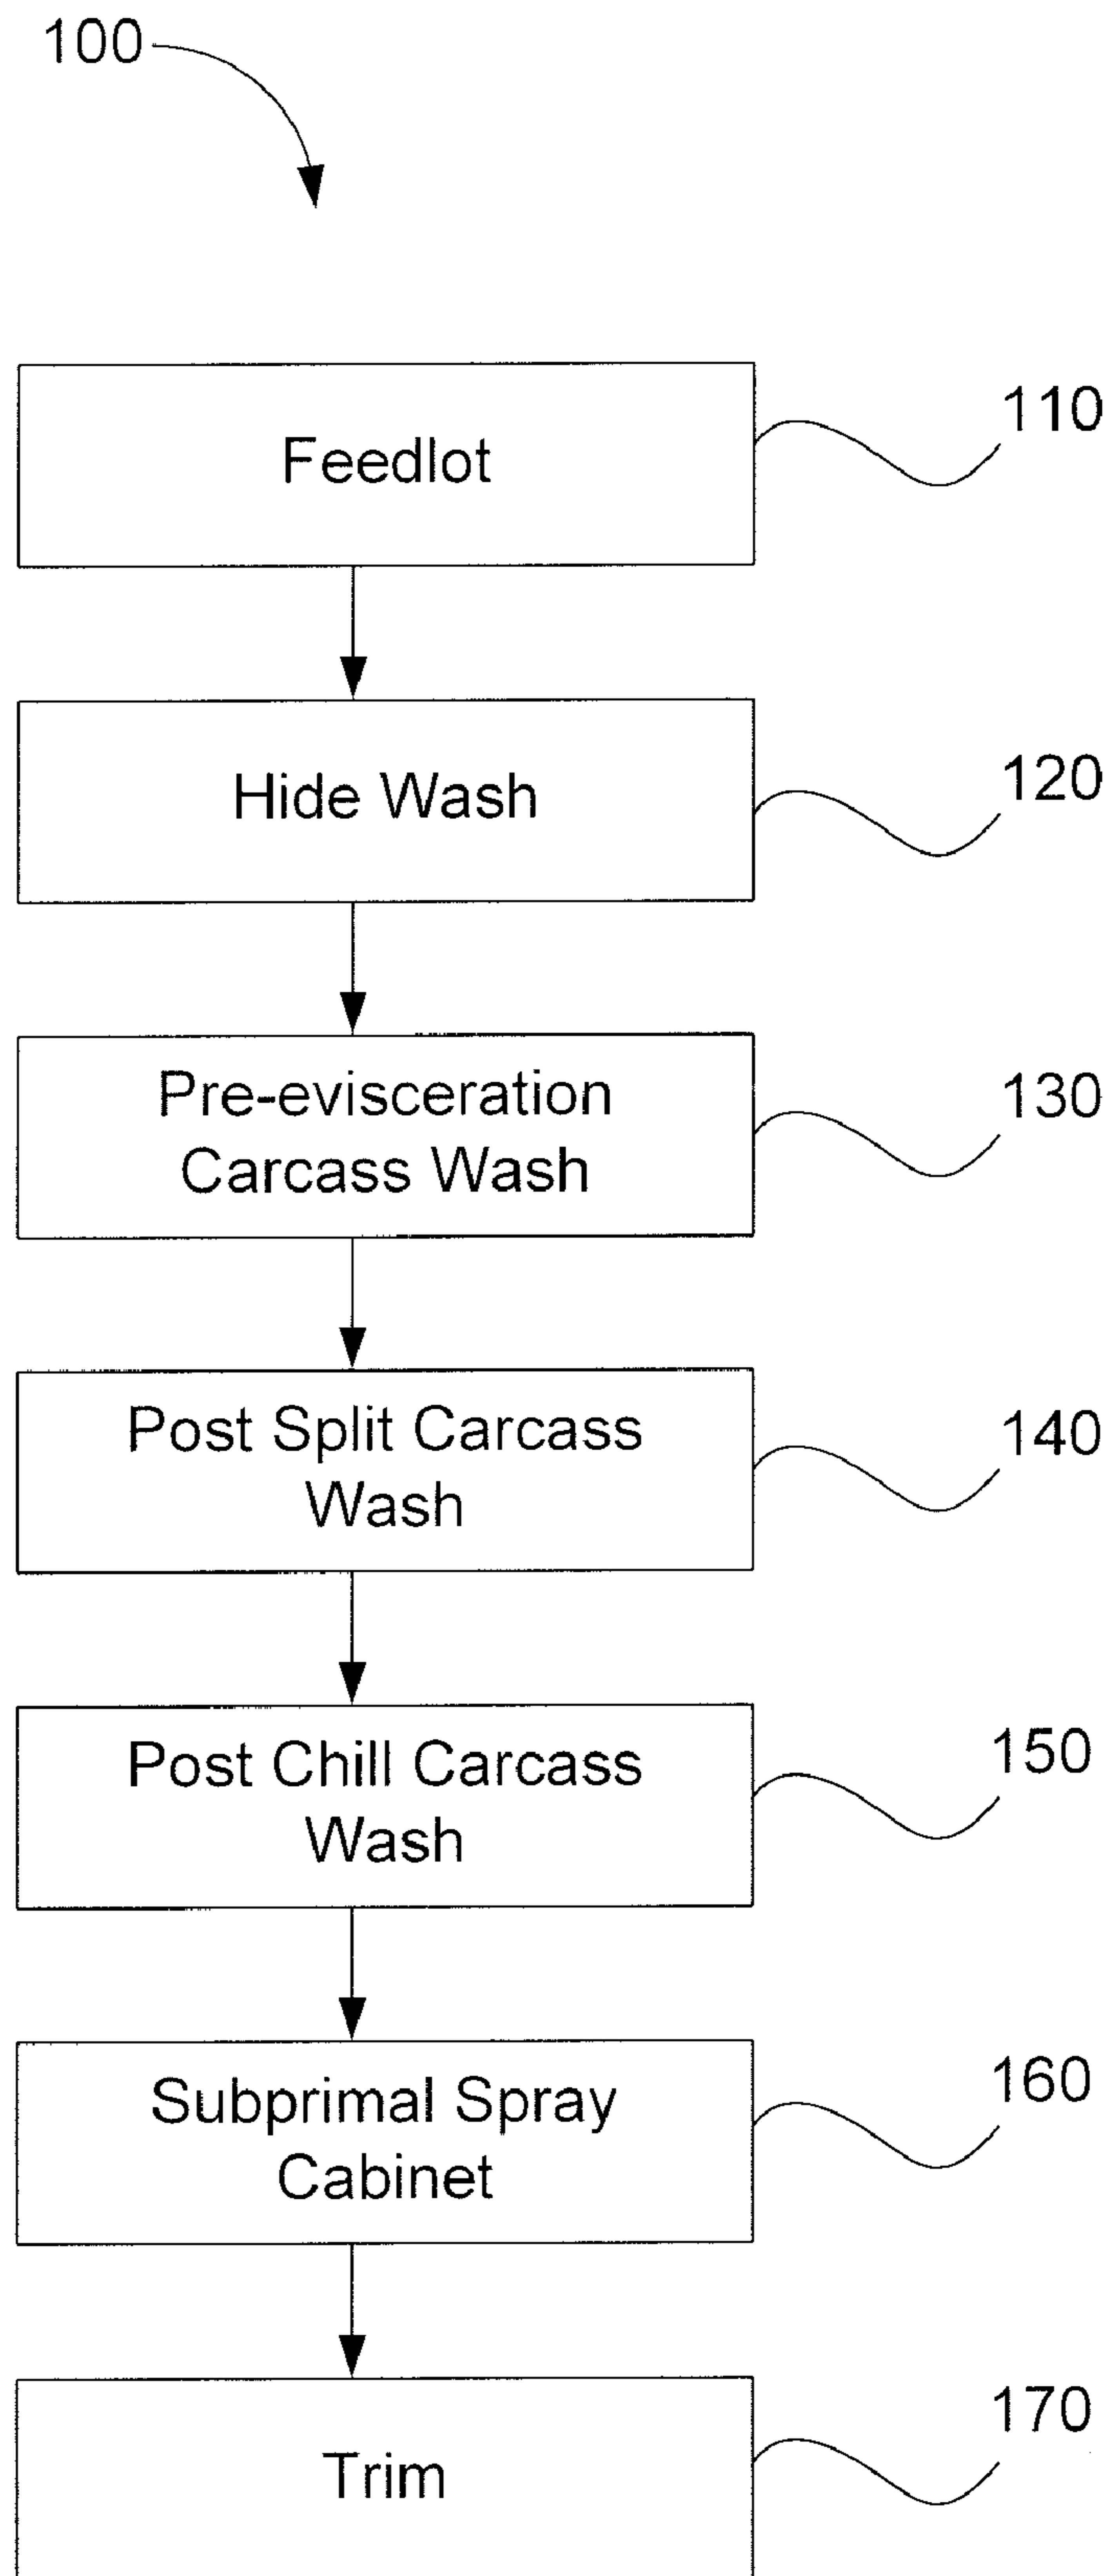 100
Feedlot
110
Hide Wash
120
Pre-evisceration
Carcass Wash
130
Post Split Carcass
Wash
140
Post Chill Carcass
Wash
150
Subprimal Spray
Cabinet
160
Trim
170